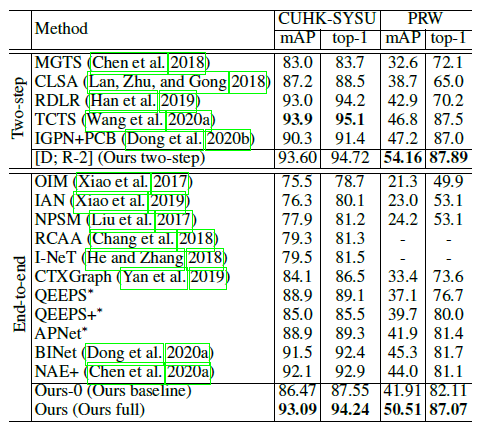 Method CUHK-SYSU PRW
mAP top-1 mAP top-1
Two-step
MGTS (Chen et al. 2018) 83.0 83.7 32.6 72.1
CLSA (Lan, Zhu, and Gong 2018) 87.2 88.5 38.7 65.0
RDLR (Han et al. 2019) 93.0 94.2 42.9 70.2
TCTS (Wang et al. 2020a) 93.9 95.1 46.8 87.5
IGPN+PCB (Dong et al. 2020b) 90.3 91.4 47.2 87.0
[D; R-2] (Ours two-step) 93.60 94.72 54.16 87.89
End-to-end
OIM (Xiao et al. 2017) 75.5 78.7 21.3 49.9
IAN (Xiao et al. 2019) 76.3 80.1 23.0 53.1
NPSM (Liu et al. 2017) 77.9 81.2 24.2 53.1
RCAA (Chang et al. 2018) 79.3 81.3 - -
I-NeT (He and Zhang 2018) 79.5 81.5 - -
CTXGraph (Yan et al. 2019) 84.1 86.5 33.4 73.6
QEEPS* 88.9 89.1 37.1 76.7
QEEPS+* 85.0 85.5 39.7 80.0
APNet* 88.9 89.3 41.9 81.4
BINet (Dong et al. 2020a) 91.5 92.4 45.3 81.7
NAE+ (Chen et al. 2020a) 92.1 92.9 44.0 81.1
Ours-0 (Ours baseline) 86.47 87.55 41.91 82.11
Ours (Ours full) 93.09 94.24 50.51 87.07